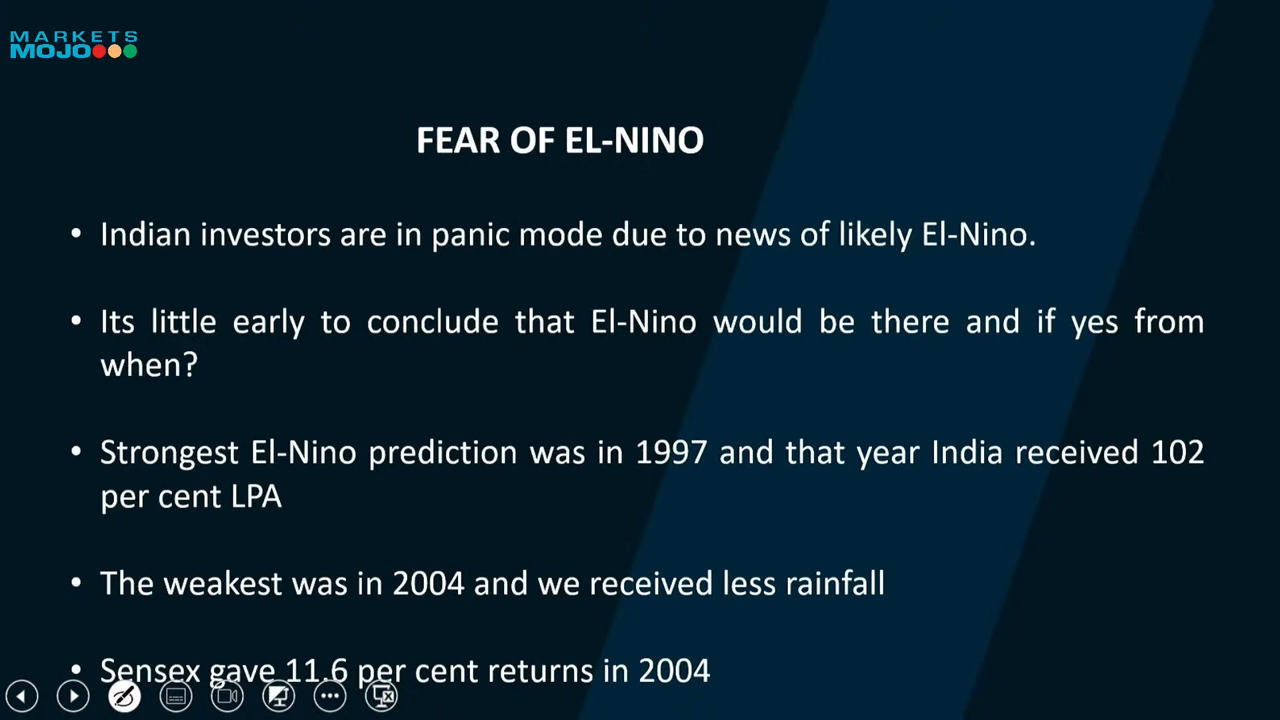 MARKETS
MOJO
FEAR OF EL-NINO
• Indian investors are in panic mode due to news of likely El-Nino.
• Its little early to conclude that El-Nino would be there and if yes from
when?
• Strongest El-Nino prediction was in 1997 and that year India received 102
per cent LPA
• The weakest was in 2004 and we received less rainfall
• Sensex gave 11.6 per cent returns in 2004